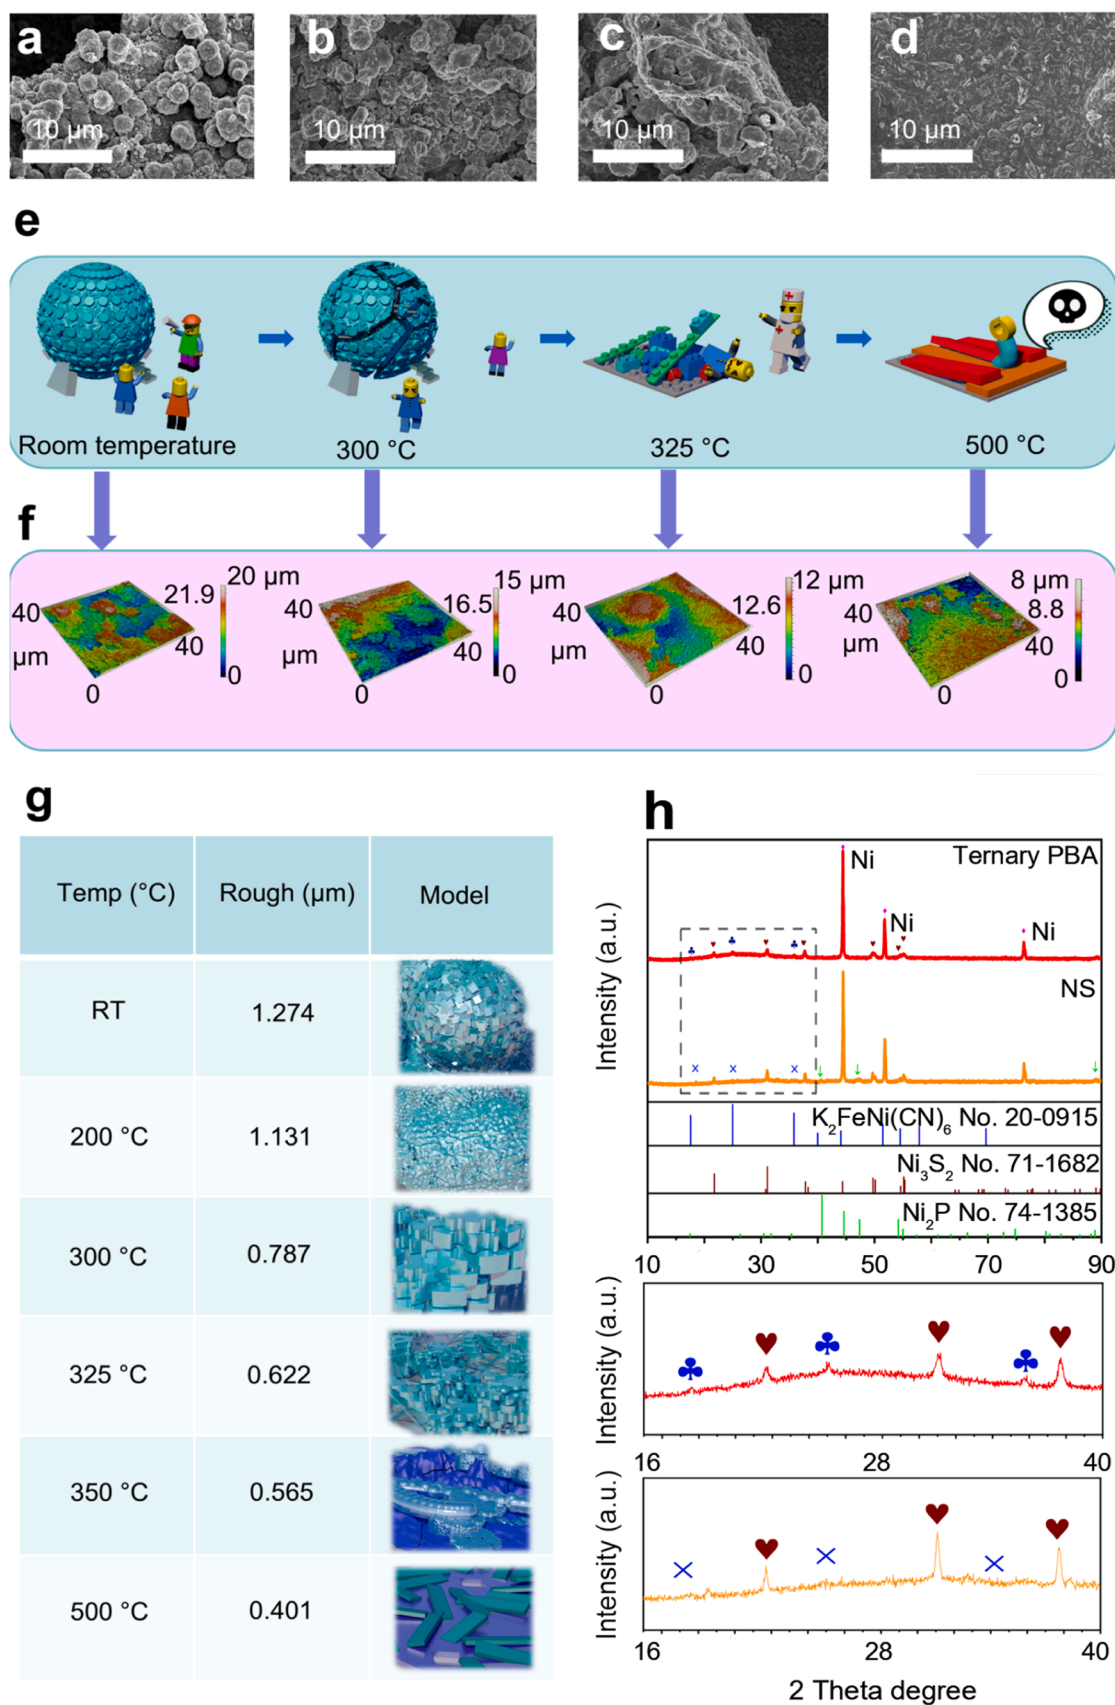 a b c d
10 µm 10 µm 10 µm 10 µm
e
Room temperature 300 °C 325 °C 500 °C
f
40 21.9 20 µm 40 16.5 15 µm 40 12.6 12 µm 40 8.8 8 µm
µm 40 0 µm 40 0 µm 40 0 µm 40 0
0 0 0 0
g
Temp (°C) Rough (µm) Model
RT 1.274
200 °C 1.131
300 °C 0.787
325 °C 0.622
350 °C 0.565
500 °C 0.401
h
Ni Ternary PBA
Ni Ni
NS
Intensity (a.u.)
K₂FeNi(CN)₆ No. 20-0915
Ni₃S₂ No. 71-1682
Ni₂P No. 74-1385
10 30 50 70 90
Intensity (a.u.)
16 28 40
Intensity (a.u.)
16 28 40
2 Theta degree